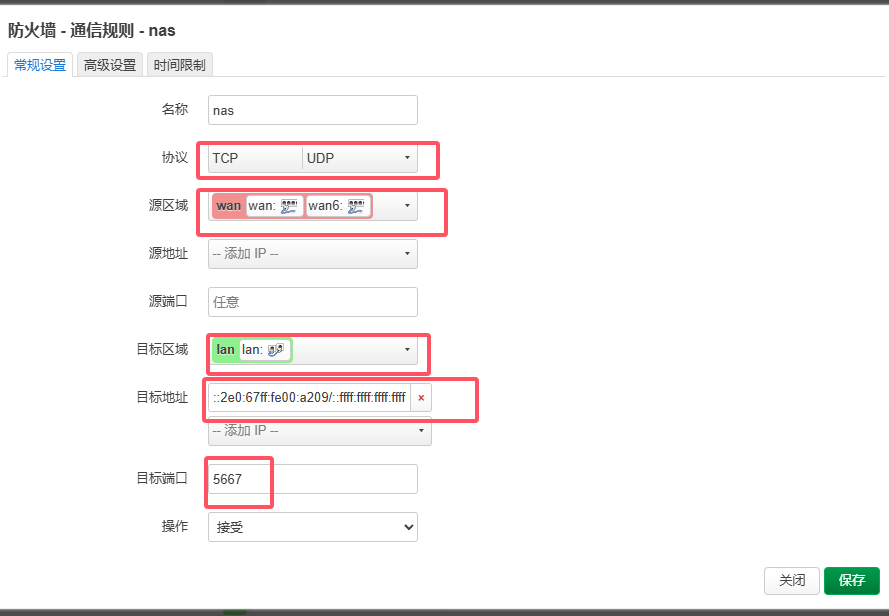 防火墙 - 通信规则 - nas
常规设置 高级设置 时间限制
名称 nas
协议 TCP UDP
源区域 wan wan: wan6:
源地址 -- 添加 IP --
源端口 任意
目标区域 lan lan:
目标地址 ::2e0:67ff:fe00:a209/::ffff:ffff:ffff:ffff ×
-- 添加 IP --
目标端口 5667
操作 接受
关闭 保存